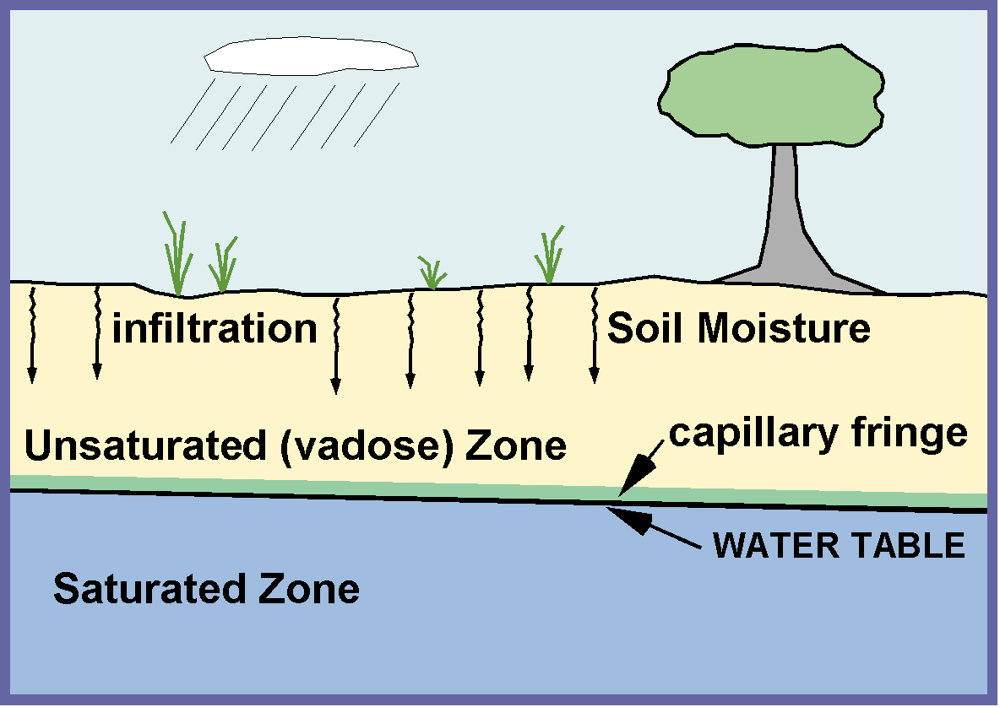 infiltration
Soil Moisture
Unsaturated (vadose) Zone
capillary fringe
WATER TABLE
Saturated Zone